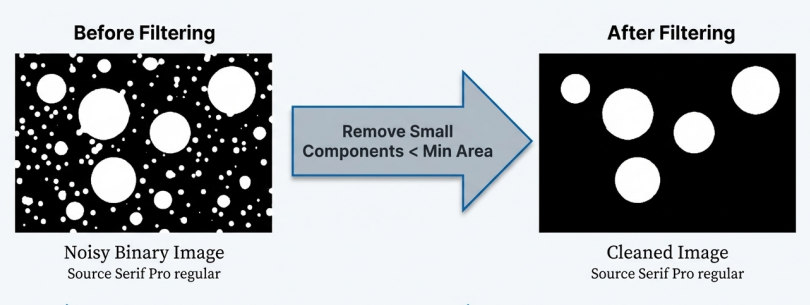 Before Filtering
After Filtering
Remove Small
Components < Min Area
Noisy Binary Image
Source Serif Pro regular
Cleaned Image
Source Serif Pro regular